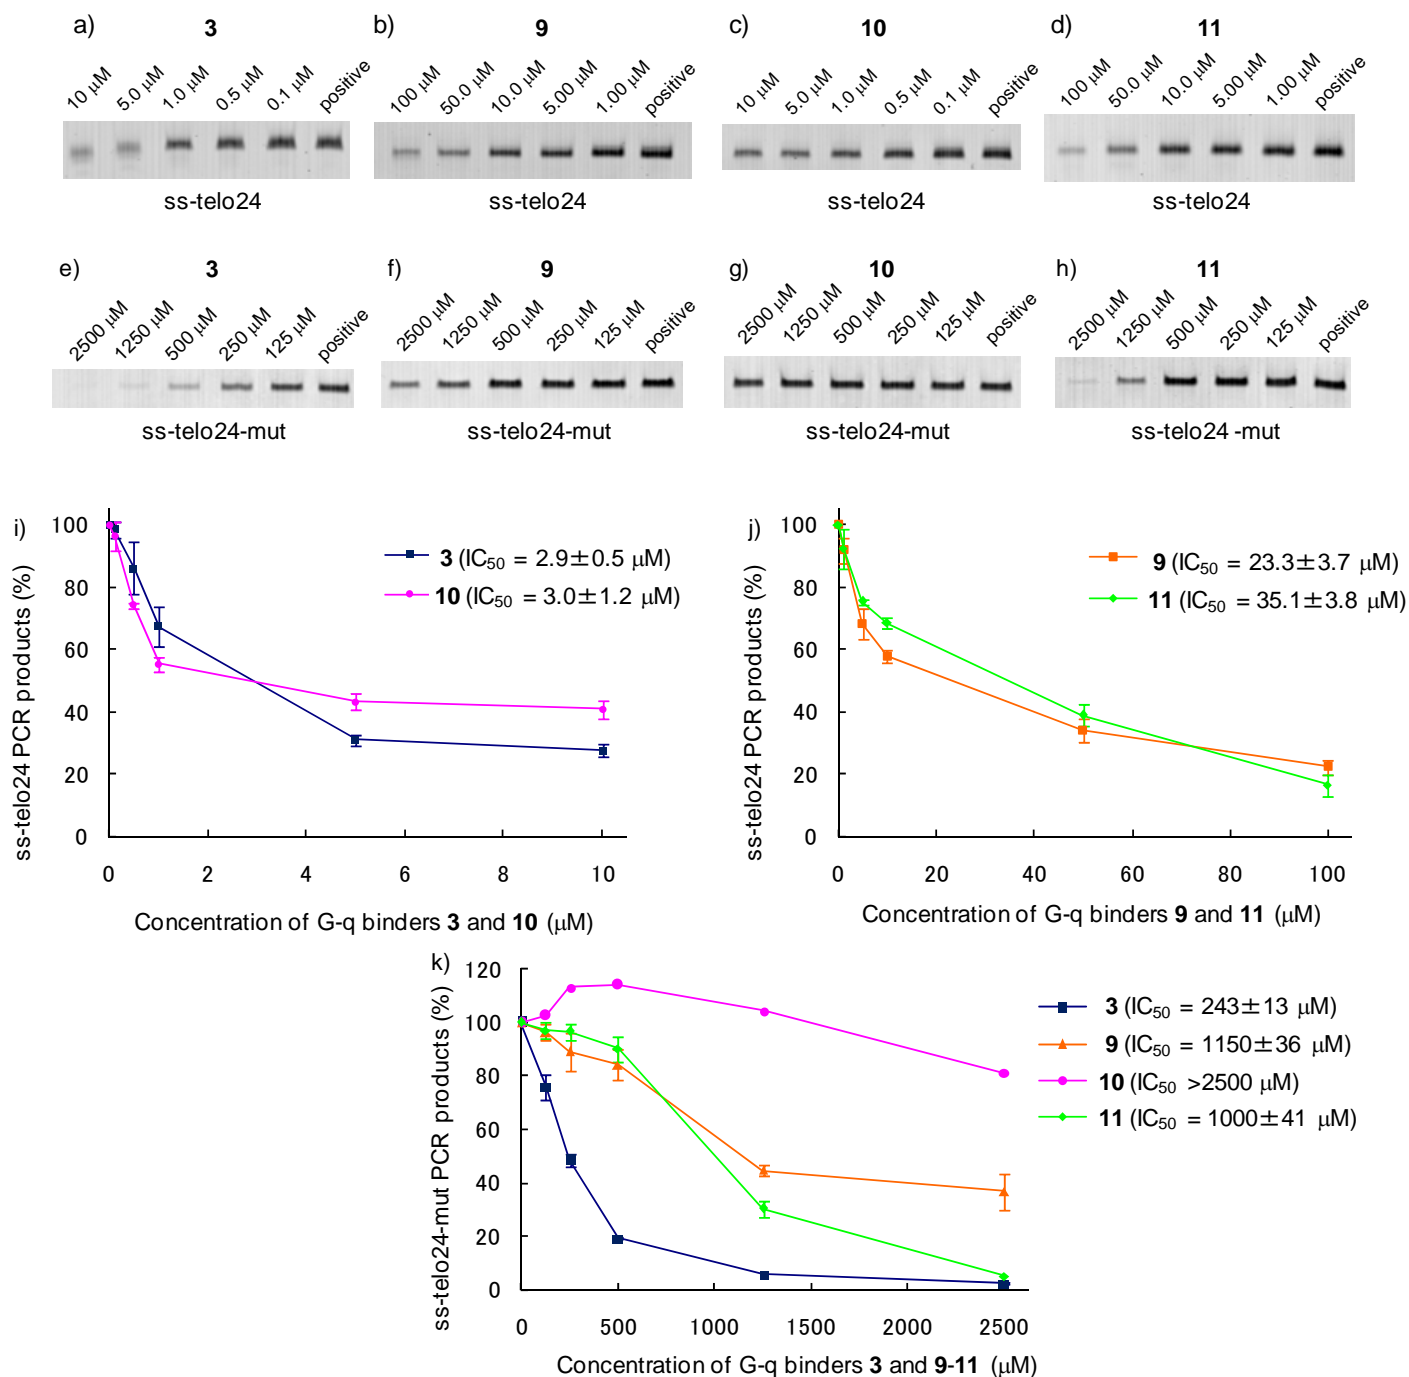 a) 3
10 μM 5.0 μM 1.0 μM 0.5 μM 0.1 μM positive
ss-telo24
b) 9
100 μM 50.0 μM 10.0 μM 5.00 μM 1.00 μM positive
ss-telo24
c) 10
10 μM 5.0 μM 1.0 μM 0.5 μM 0.1 μM positive
ss-telo24
d) 11
100 μM 50.0 μM 10.0 μM 5.00 μM 1.00 μM positive
ss-telo24
e) 3
2500 μM 1250 μM 500 μM 250 μM 125 μM positive
ss-telo24-mut
f) 9
2500 μM 1250 μM 500 μM 250 μM 125 μM positive
ss-telo24-mut
g) 10
2500 μM 1250 μM 500 μM 250 μM 125 μM positive
ss-telo24-mut
h) 11
2500 μM 1250 μM 500 μM 250 μM 125 μM positive
ss-telo24 -mut
i)
ss-telo24 PCR products (%)
100
80
60
40
20
0
0 2 4 6 8 10
3 (IC50 = 2.9±0.5 μM)
10 (IC50 = 3.0±1.2 μM)
Concentration of G-q binders 3 and 10 (μM)
j)
ss-telo24 PCR products (%)
100
80
60
40
20
0
0 20 40 60 80 100
9 (IC50 = 23.3±3.7 μM)
11 (IC50 = 35.1±3.8 μM)
Concentration of G-q binders 9 and 11 (μM)
k)
ss-telo24-mut PCR products (%)
120
100
80
60
40
20
0
0 500 1000 1500 2000 2500
3 (IC50 = 243±13 μM)
9 (IC50 = 1150±36 μM)
10 (IC50 >2500 μM)
11 (IC50 = 1000±41 μM)
Concentration of G-q binders 3 and 9-11 (μM)